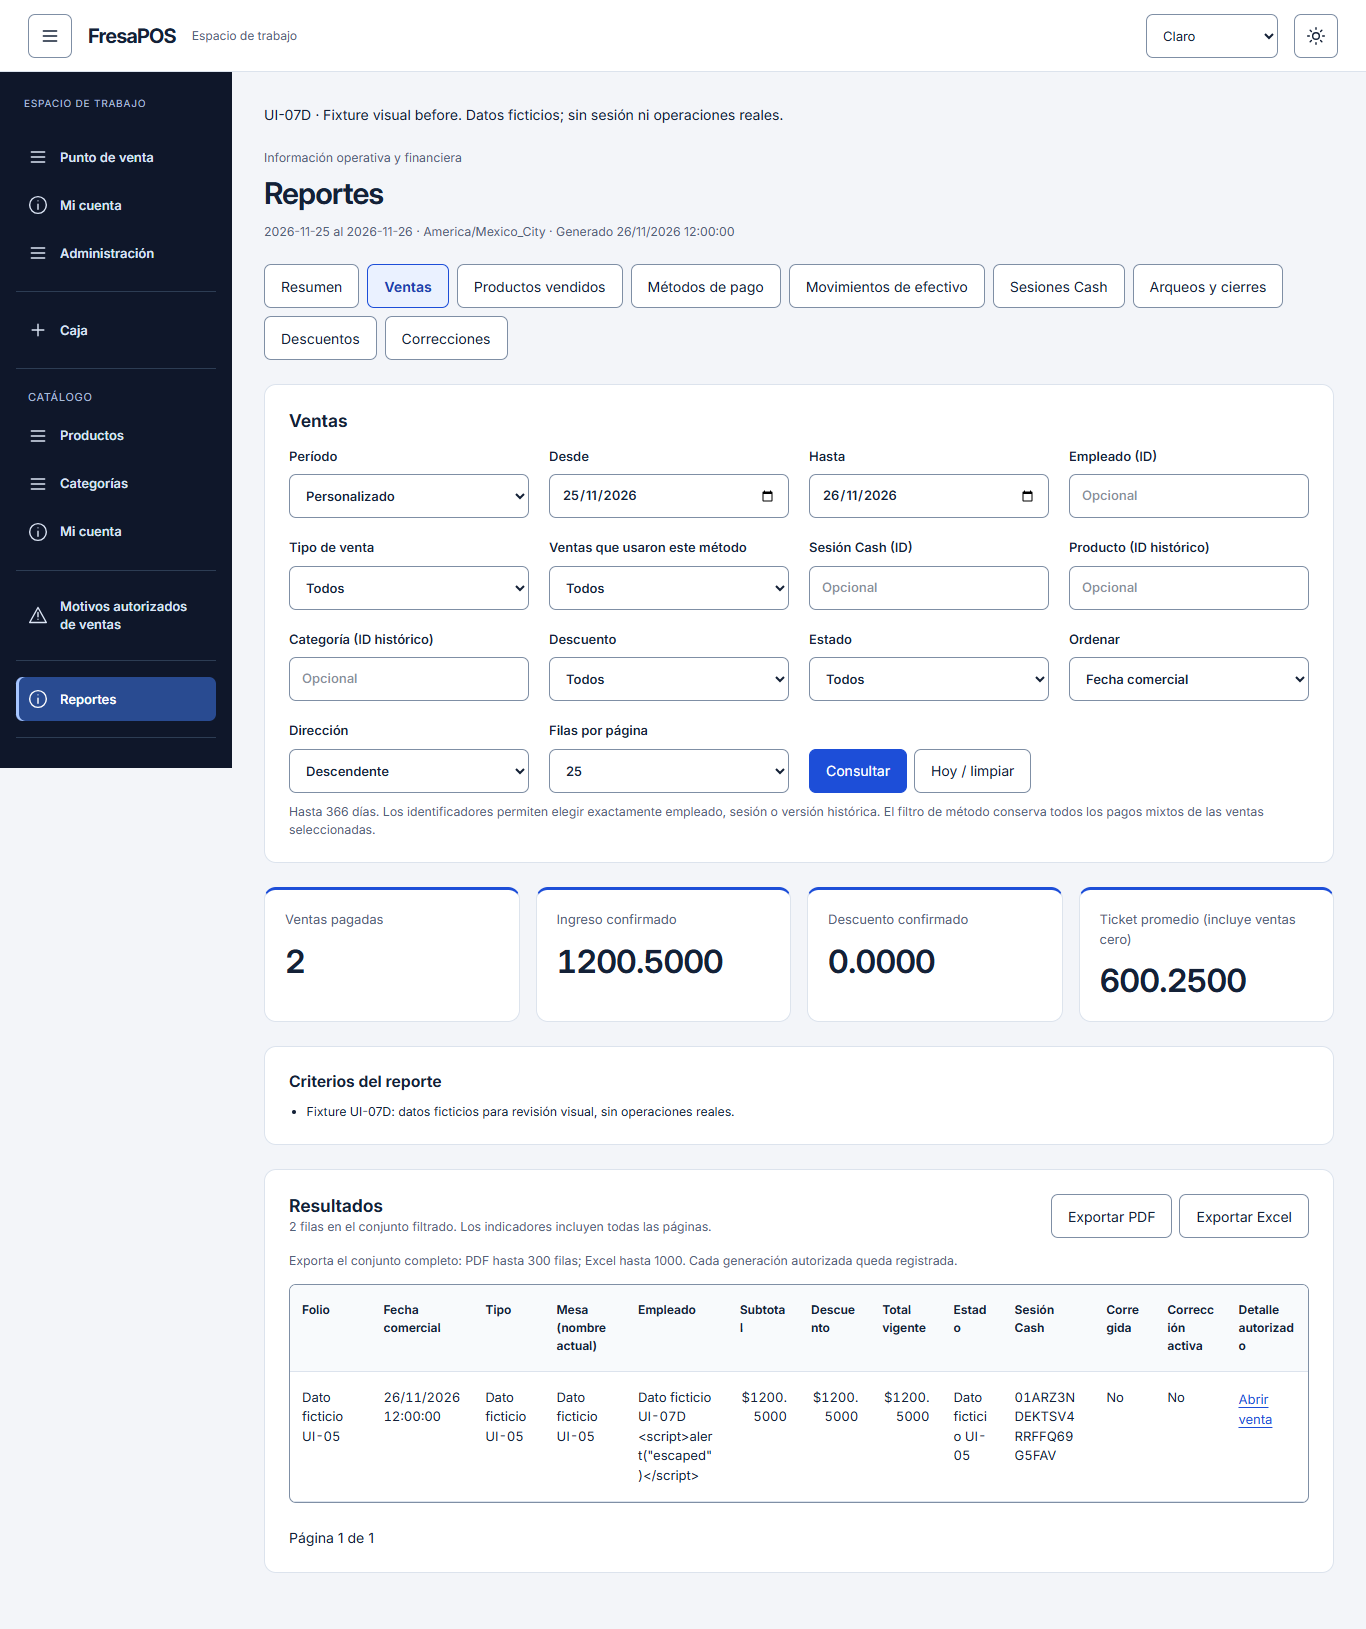 FresaPOS
Espacio de trabajo
Claro
ESPACIO DE TRABAJO
Punto de venta
Mi cuenta
Administración
Caja
CATÁLOGO
Productos
Categorías
Mi cuenta
Motivos autorizados
de ventas
Reportes
UI-07D · Fixture visual before. Datos ficticios; sin sesión ni operaciones reales.
Información operativa y financiera
Reportes
2026-11-25 al 2026-11-26 · America/Mexico_City · Generado 26/11/2026 12:00:00
Resumen
Ventas
Productos vendidos
Métodos de pago
Movimientos de efectivo
Sesiones Cash
Arqueos y cierres
Descuentos
Correcciones
Ventas
Período
Desde
Hasta
Empleado (ID)
Personalizado
25/11/2026
26/11/2026
Opcional
Tipo de venta
Ventas que usaron este método
Sesión Cash (ID)
Producto (ID histórico)
Todos
Todos
Opcional
Opcional
Categoría (ID histórico)
Descuento
Estado
Ordenar
Opcional
Todos
Todos
Fecha comercial
Dirección
Filas por página
Descendente
25
Consultar
Hoy / limpiar
Hasta 366 días. Los identificadores permiten elegir exactamente empleado, sesión o versión histórica. El filtro de método conserva todos los pagos mixtos de las ventas
seleccionadas.
Ventas pagadas
2
Ingreso confirmado
1200.5000
Descuento confirmado
0.0000
Ticket promedio (incluye ventas
cero)
600.2500
Criterios del reporte
• Fixture UI-07D: datos ficticios para revisión visual, sin operaciones reales.
Resultados
2 filas en el conjunto filtrado. Los indicadores incluyen todas las páginas.
Exportar PDF
Exportar Excel
Exporta el conjunto completo: PDF hasta 300 filas; Excel hasta 1000. Cada generación autorizada queda registrada.
Folio
Fecha
comercial
Tipo
Mesa
(nombre
actual)
Empleado
Subtota
l
Descue
nto
Total
vigente
Estad
o
Sesión
Cash
Corre
gida
Correcc
ión
activa
Detalle
autorizad
o
Dato
ficticio
UI-05
26/11/2026
12:00:00
Dato
ficticio
UI-05
Dato
ficticio
UI-05
Dato ficticio
UI-07D
<script>aler
t("escaped"
)</script>
$1200.
5000
$1200.
5000
$1200.
5000
Dato
fictici
o UI-
05
01ARZ3N
DEKTSV4
RRFFQ69
G5FAV
No
No
Abrir
venta
Página 1 de 1